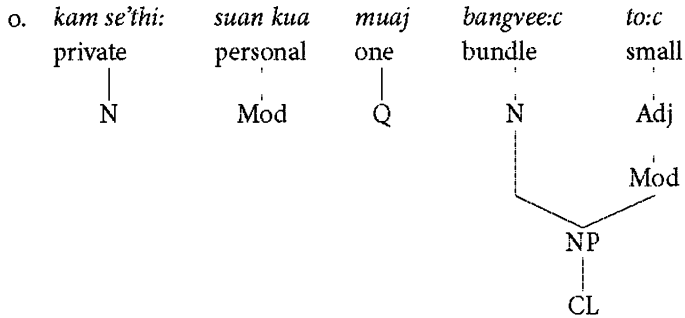 o. kam se'thi: suan kua muaj bangvee:c to:c
private personal one bundle small
N Mod Q N Adj
Mod
NP
CL